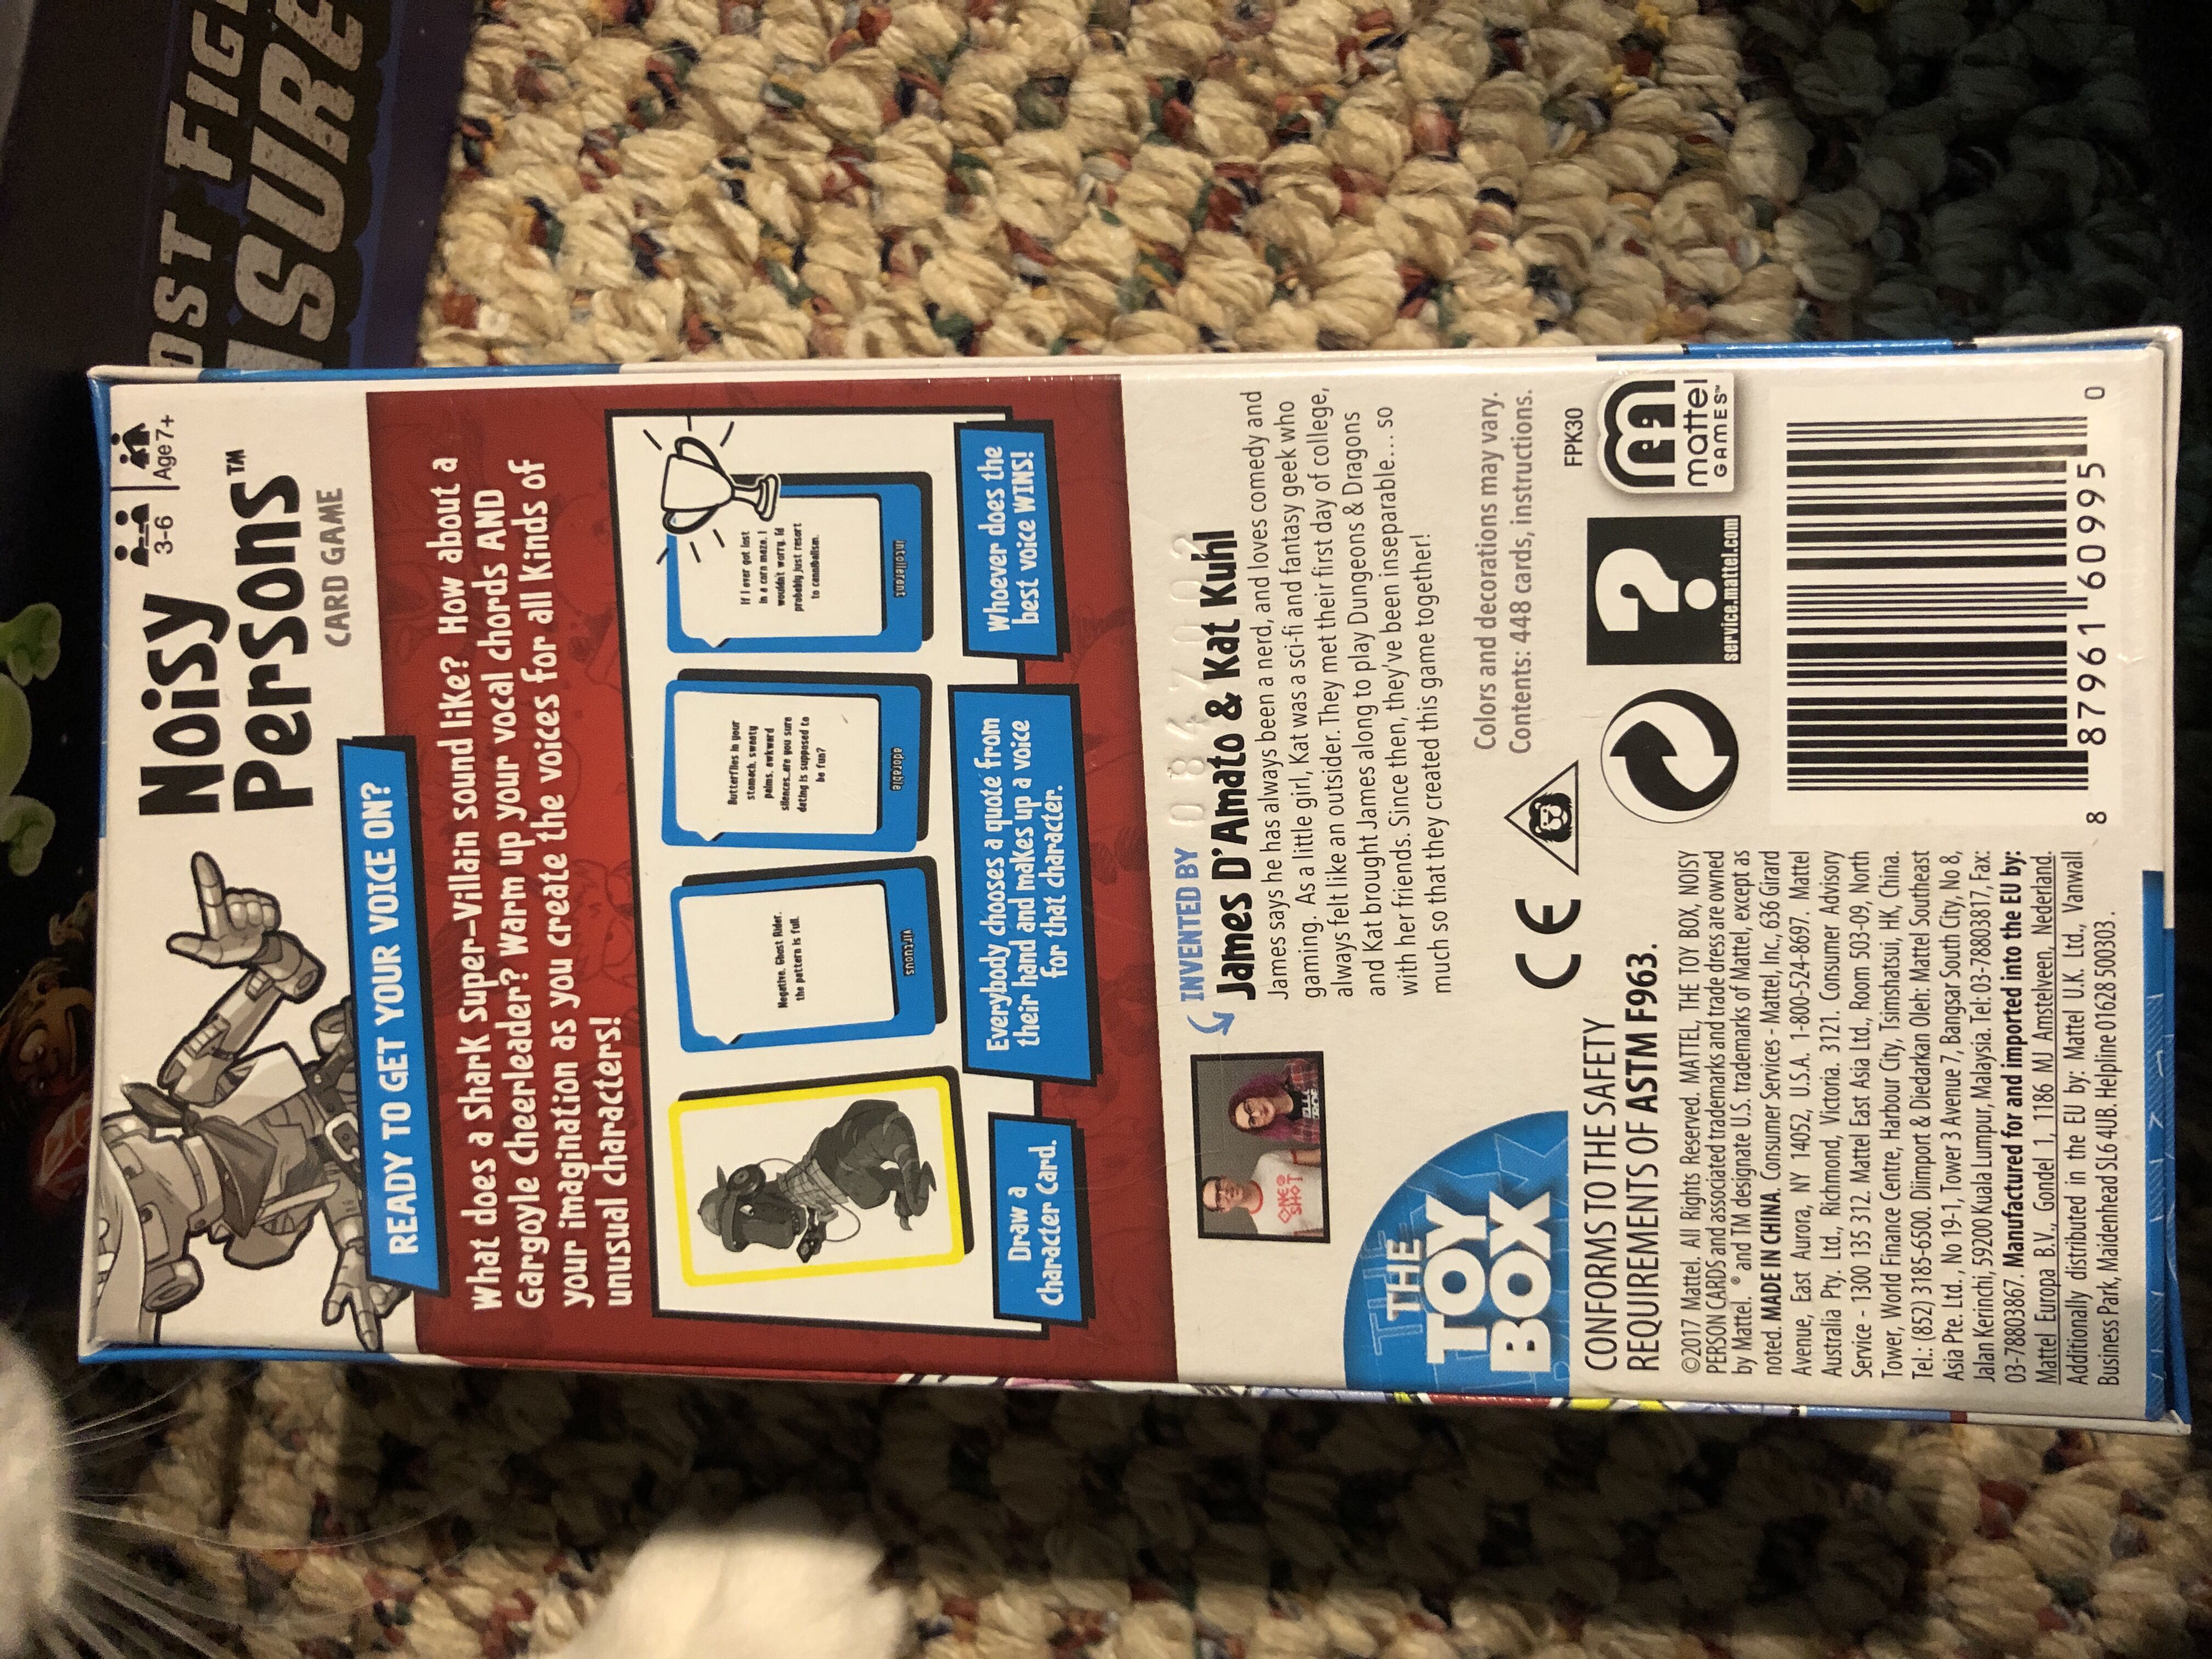 OST FIG
SURE
Noisy
Persons™
CARD GAME
3-6
Age 7+
READY TO GET YOUR VOICE ON?
What does a Shark Super-Villain sound like? How about a
Gargoyle Cheerleader? Warm up your vocal chords AND
your imagination as you create the voices for all kinds of
unusual characters!
Draw a
character Card.
Negative, Ghost Rider,
the pattern is full.
VIRTUOUS
Butterflies in your
stomach, sweaty
palms, awkward
silences..are you sure
dating is supposed to
be fun?
adorable
Everybody chooses a quote from
their hand and makes up a voice
for that character.
If I ever got lost
in a corn maze, I
wouldn't worry. Id
probably just resort
to cannibalism.
Whoever does the
best voice WINS!
INVENTED BY
James D'Amato & Kat Kuhl
James says he has always been a nerd, and loves comedy and
gaming. As a little girl, Kat was a sci-fi and fantasy geek who
always felt like an outsider. They met their first day of college,
and Kat brought James along to play Dungeons & Dragons
with her friends. Since then, they've been inseparable... so
much so that they created this game together!
ONE
SHOT
Colors and decorations may vary.
Contents: 448 cards, instructions.
THE
TOY
BOX
CE
FPK30
service.mattel.com
mattel
GAMES™
CONFORMS TO THE SAFETY
REQUIREMENTS OF ASTM F963.
©2017 Mattel. All Rights Reserved. MATTEL, THE TOY BOX, NOISY
PERSON CARDS and associated trademarks and trade dress are owned
by Mattel. ® and TM designate U.S. trademarks of Mattel, except as
noted. MADE IN CHINA. Consumer Services - Mattel, Inc., 636 Girard
Avenue, East Aurora, NY 14052, U.S.A. 1-800-524-8697. Mattel
Australia Pty. Ltd., Richmond, Victoria. 3121. Consumer Advisory
Service - 1300 135 312. Mattel East Asia Ltd., Room 503-09, North
Tower, World Finance Centre, Harbour City, Tsimshatsui, HK, China.
Tel.: (852) 3185-6500. Diimport & Diedarkan Oleh: Mattel Southeast
Asia Pte. Ltd., No 19-1, Tower 3 Avenue 7, Bangsar South City, No 8,
Jalan Kerinchi, 59200 Kuala Lumpur, Malaysia. Tel: 03-78803817, Fax:
03-78803867. Manufactured for and imported into the EU by:
Mattel Europa B.V., Gondel 1, 1186 MJ Amstelveen, Nederland.
Additionally distributed in the EU by: Mattel U.K. Ltd., Vanwall
Business Park, Maidenhead SL6 4UB. Helpline 01628 500303.
8 87961 60995 0